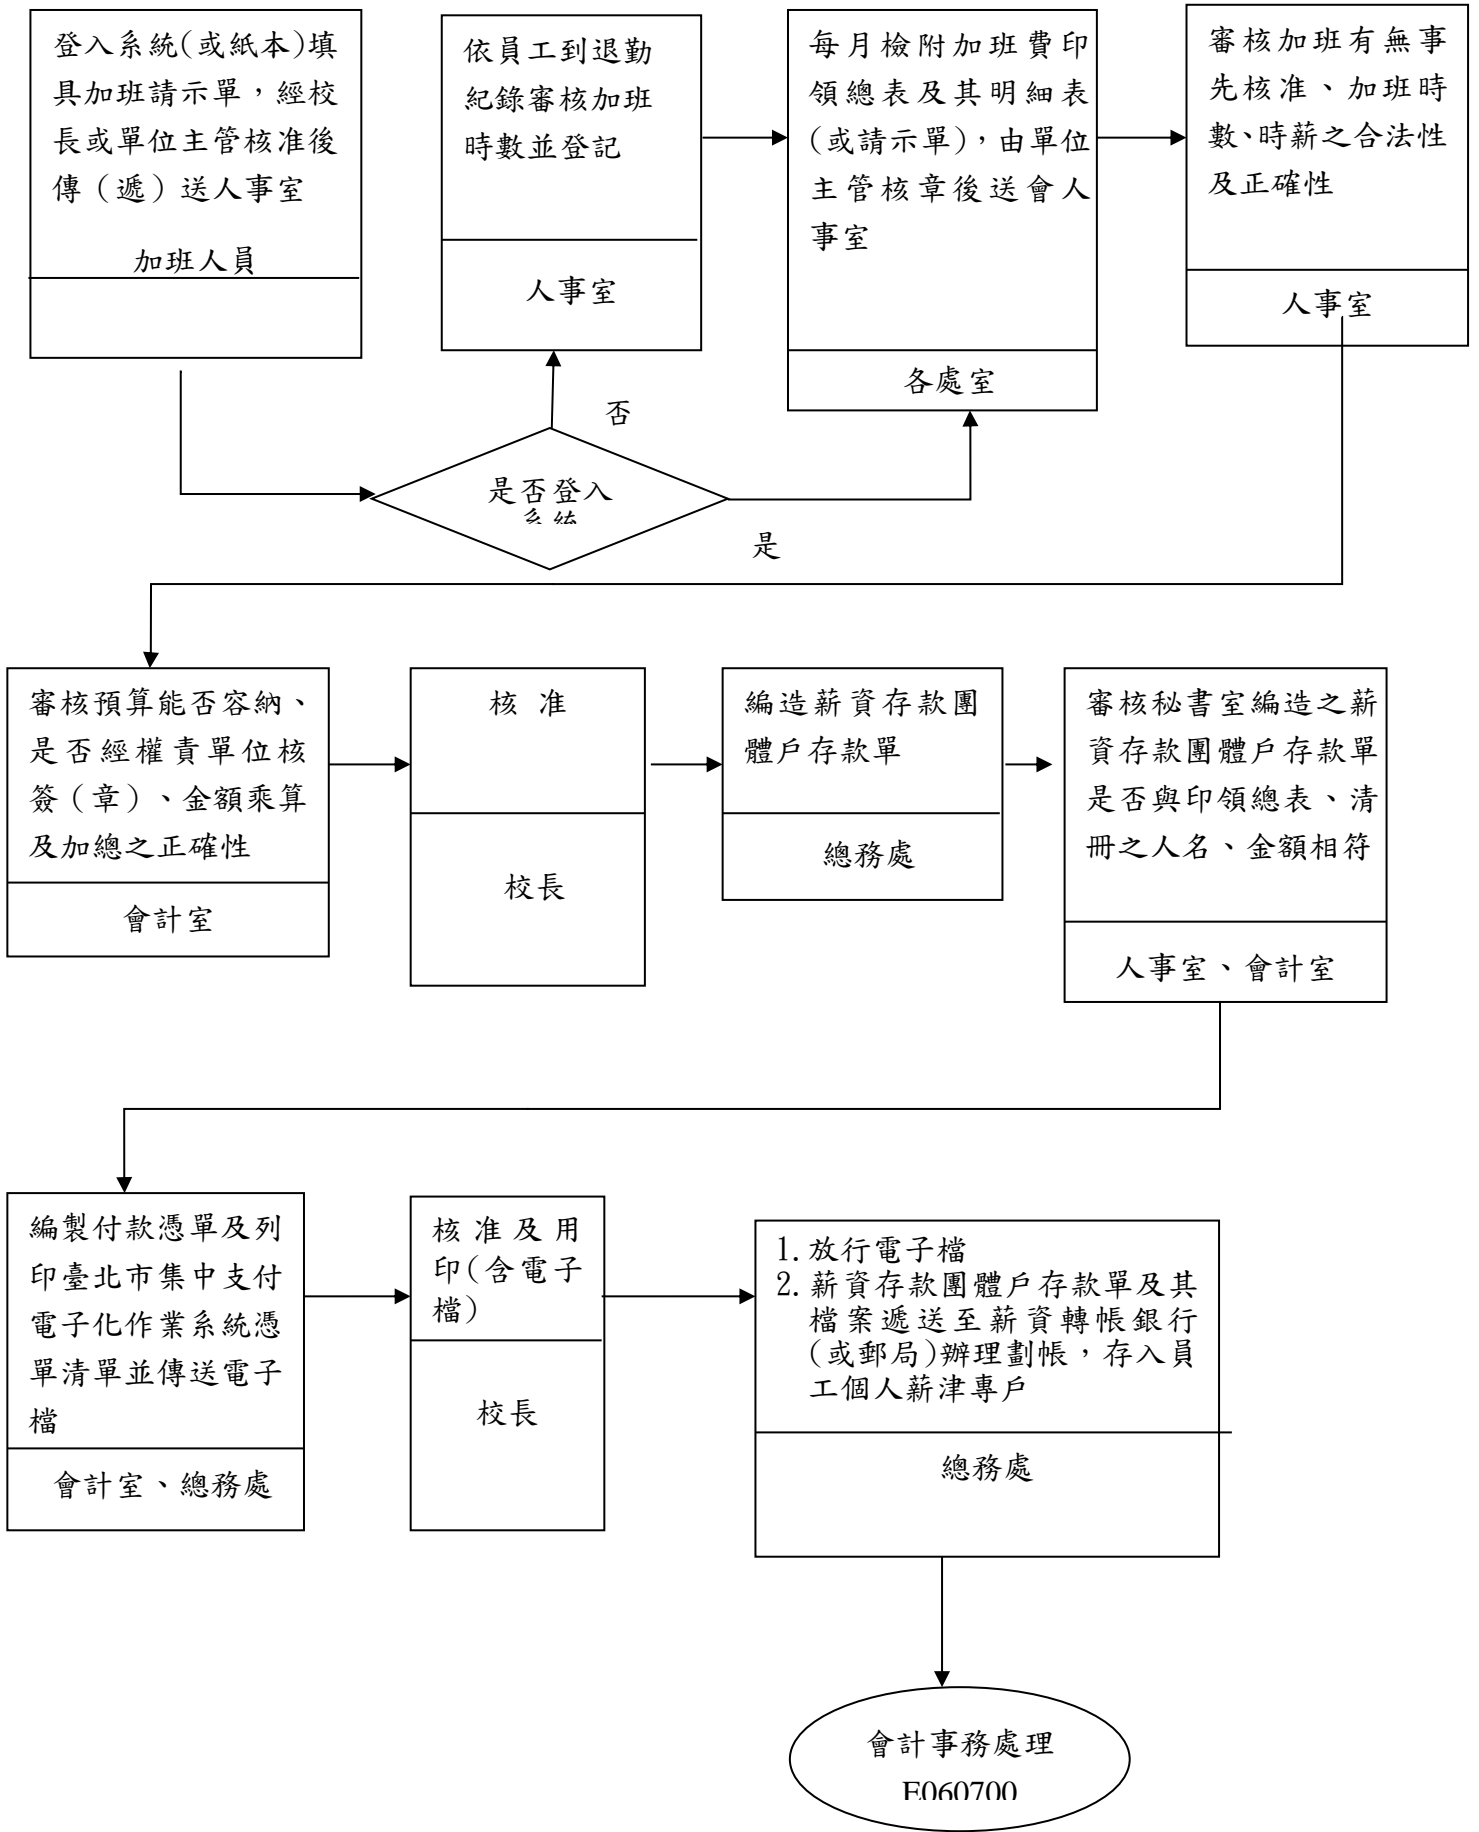 登入系統(或紙本)填
具加班請示單，經校
長或單位主管核准後
傳（遞）送人事室
加班人員
依員工到退勤
紀錄審核加班
時數並登記
人事室
每月檢附加班費印
領總表及其明細表
(或請示單)，由單位
主管核章後送會人
事室
各處室
審核加班有無事
先核准、加班時
數、時薪之合法性
及正確性
人事室
否
是否登入
系統
是
審核預算能否容納、
是否經權責單位核
簽（章）、金額乘算
及加總之正確性
會計室
核 准
校長
編造薪資存款團
體戶存款單
總務處
審核秘書室編造之薪
資存款團體戶存款單
是否與印領總表、清
冊之人名、金額相符
人事室、會計室
編製付款憑單及列
印臺北市集中支付
電子化作業系統憑
單清單並傳送電子
檔
會計室、總務處
核准及用
印(含電子
檔)
校長
1.放行電子檔
2.薪資存款團體戶存款單及其
檔案遞送至薪資轉帳銀行
(或郵局)辦理劃帳，存入員
工個人薪津專戶
總務處
會計事務處理
E060700